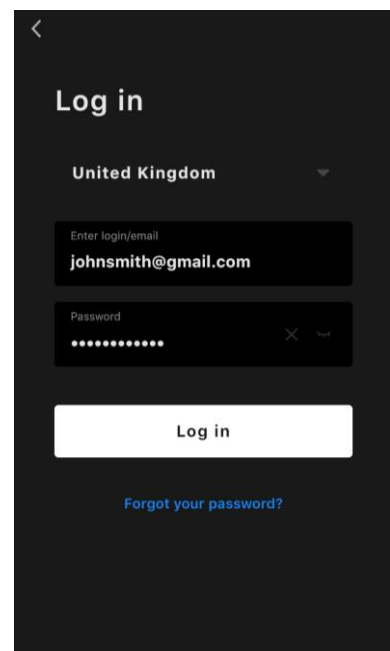 Log in
United Kingdom
Enter login/email
johnsmith@gmail.com
Password
••••••••••••
Log in
Forgot your password?